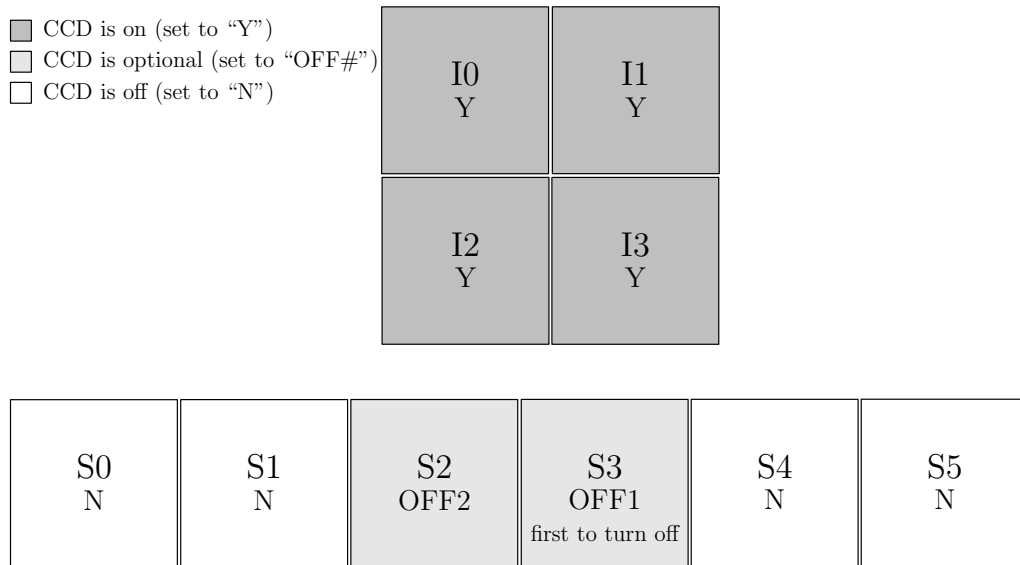 CCD is on (set to “Y”)
CCD is optional (set to “OFF#”)
CCD is off (set to “N”)
I0
Y
I1
Y
I2
Y
I3
Y
S0
N
S1
N
S2
OFF2
S3
OFF1
first to turn off
S4
N
S5
N